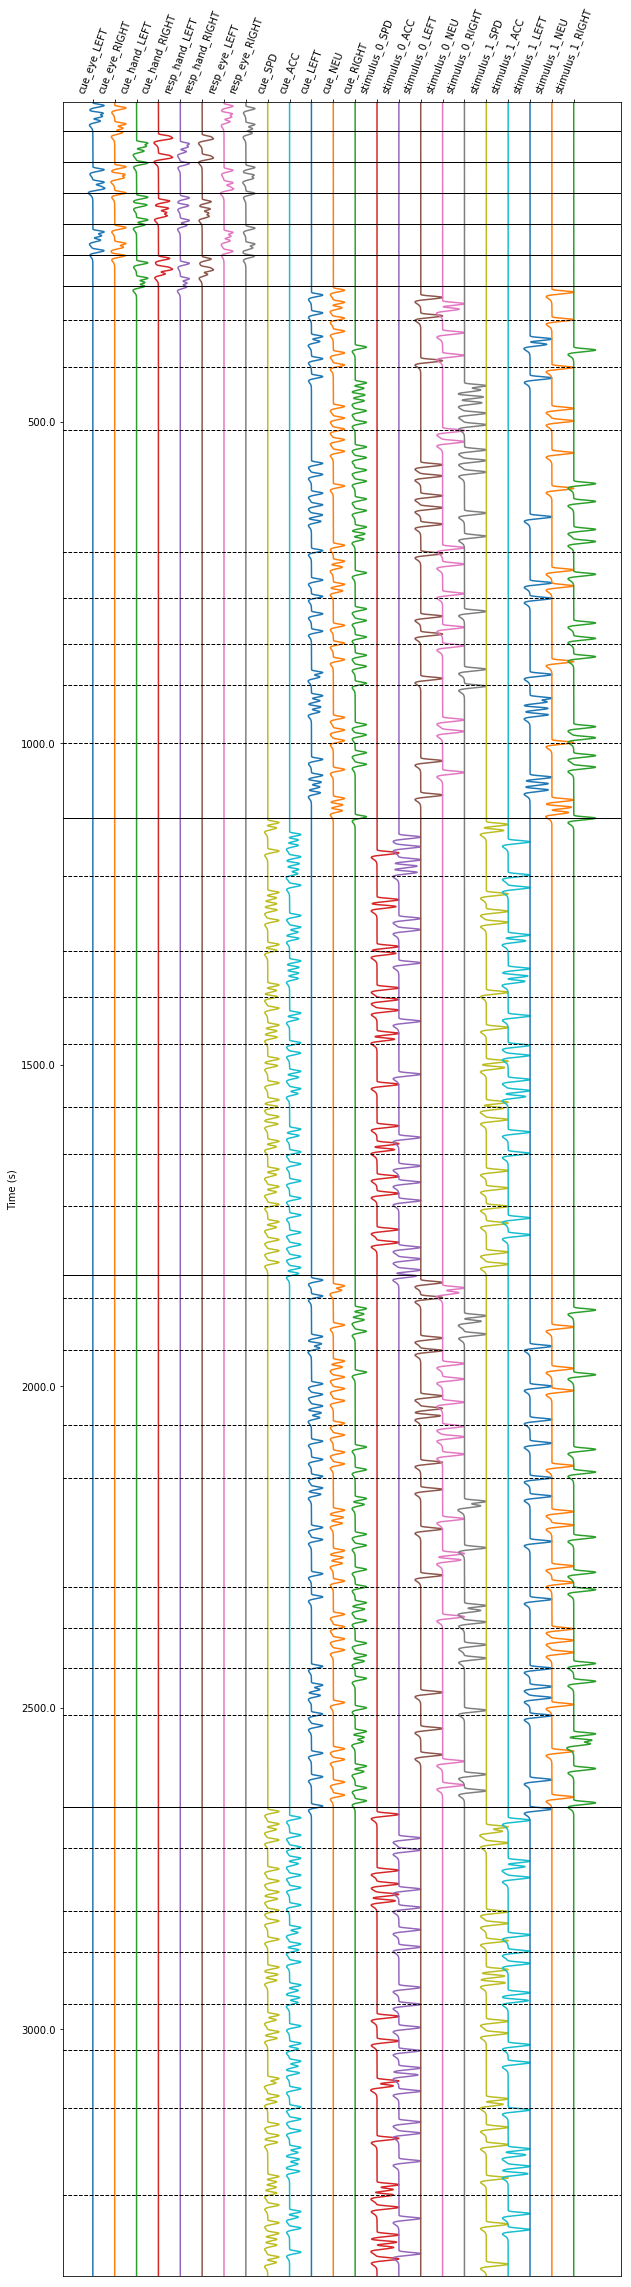 cue_eye_LEFT
cue_eye_RIGHT
cue_hand_LEFT
cue_hand_RIGHT
resp_hand_LEFT
resp_hand_RIGHT
resp_eye_LEFT
resp_eye_RIGHT
cue_SPD
cue_ACC
cue_LEFT
cue_NEU
cue_RIGHT
stimulus_0_SPD
stimulus_0_ACC
stimulus_0_LEFT
stimulus_0_NEU
stimulus_0_RIGHT
stimulus_1_SPD
stimulus_1_ACC
stimulus_1_LEFT
stimulus_1_NEU
stimulus_1_RIGHT
500.0
1000.0
1500.0
Time (s)
2000.0
2500.0
3000.0